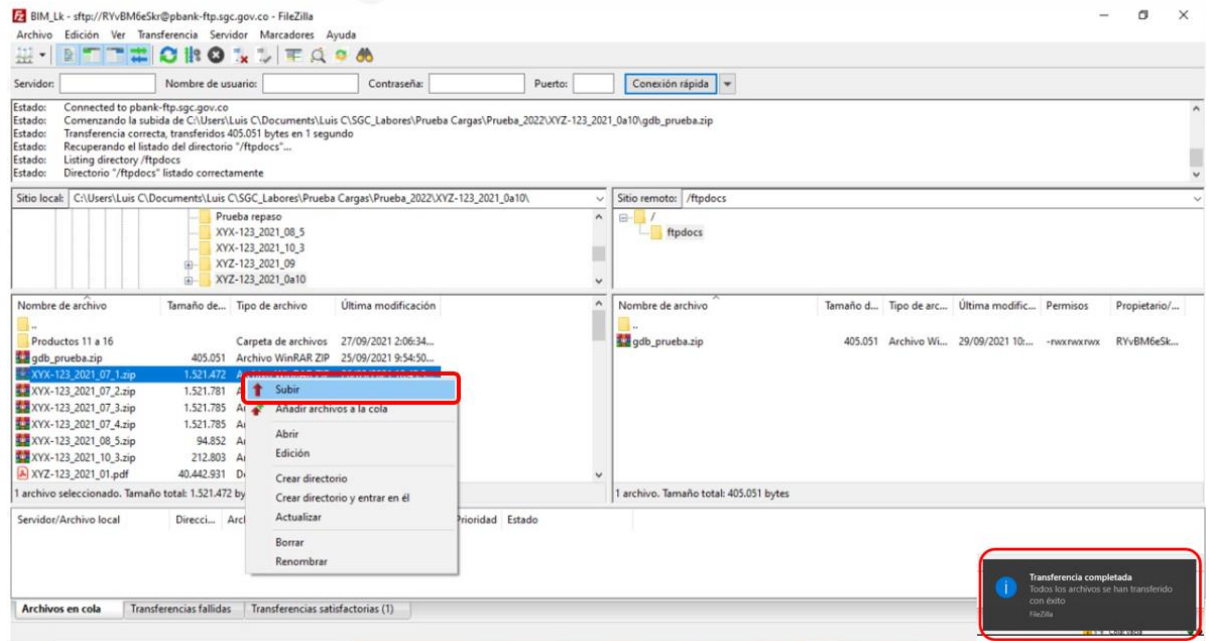 BIM_Lk - sftp://RYvBM6eSkr@pbank-ftp.sgc.gov.co - FileZilla
Archivo Edición Ver Transferencia Servidor Marcadores Ayuda
Servidor: Nombre de usuario: Contraseña: Puerto: Conexión rápida
Estado: Connected to pbank-ftp.sgc.gov.co
Estado: Comenzando la subida de C:\Users\Luis C\Documents\Luis C\SGC_Labores\Prueba Cargas\Prueba_2022\XYZ-123_2021_0a10\gdb_prueba.zip
Estado: Transferencia correcta, transferidos 405.051 bytes en 1 segundo
Estado: Recuperando el listado del directorio "/ftpdocs"...
Estado: Listing directory /ftpdocs
Estado: Directorio "/ftpdocs" listado correctamente
Sitio local: C:\Users\Luis C\Documents\Luis C\SGC_Labores\Prueba Cargas\Prueba_2022\XYZ-123_2021_0a10\
Prueba repaso
XYX-123_2021_08_5
XYX-123_2021_10_3
XYZ-123_2021_09
XYZ-123_2021_0a10
Sitio remoto: /ftpdocs
/
ftpdocs
Nombre de archivo Tamaño de... Tipo de archivo Última modificación
..
Productos 11 a 16 Carpeta de archivos 27/09/2021 2:06:34...
gdb_prueba.zip 405.051 Archivo WinRAR ZIP 25/09/2021 9:54:50...
XYX-123_2021_07_1.zip 1.521.472
XYX-123_2021_07_2.zip 1.521.781
XYX-123_2021_07_3.zip 1.521.785
XYX-123_2021_07_4.zip 1.521.785
XYX-123_2021_08_5.zip 94.852
XYX-123_2021_10_3.zip 212.803
XYZ-123_2021_01.pdf 40.442.931
1 archivo seleccionado. Tamaño total: 1.521.472 by
Subir
Añadir archivos a la cola
Abrir
Edición
Crear directorio
Crear directorio y entrar en él
Actualizar
Borrar
Renombrar
Nombre de archivo Tamaño d... Tipo de arc... Última modific... Permisos Propietario/...
..
gdb_prueba.zip 405.051 Archivo Wi... 29/09/2021 10:... -rwxrwxrwx RYvBM6eSk...
1 archivo. Tamaño total: 405.051 bytes
Servidor/Archivo local Direcci... Prioridad Estado
Archivos en cola Transferencias fallidas Transferencias satisfactorias (1)
Transferencia completada
Todos los archivos se han transferido
con éxito
FileZilla